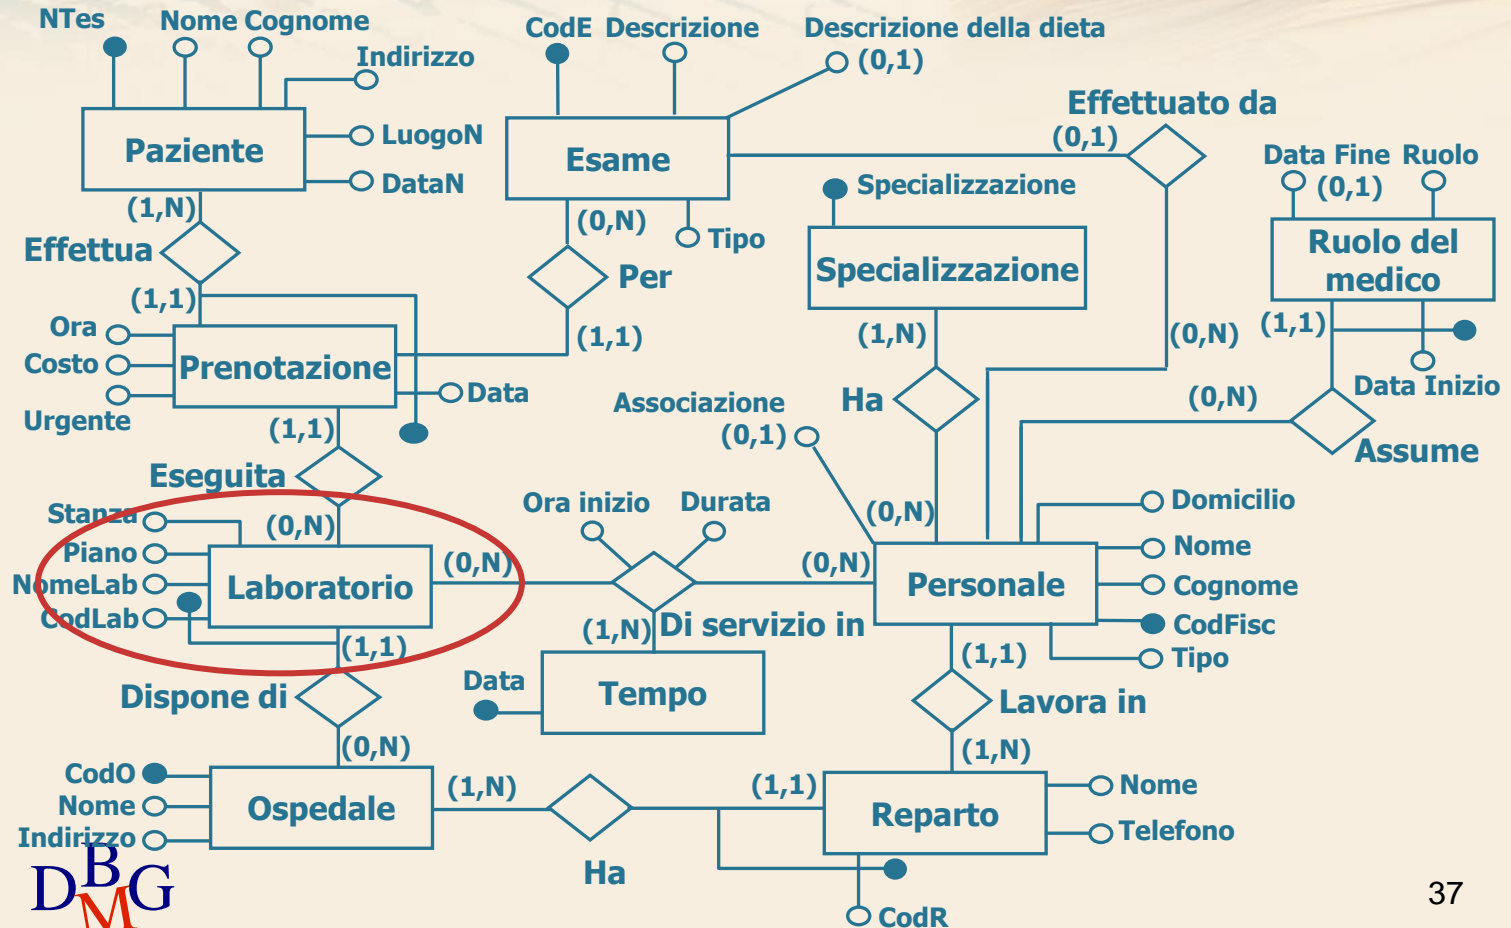 NTes
Nome Cognome
CodE Descrizione
Descrizione della dieta
(0,1)
Indirizzo
Effettuato da
(0,1)
Paziente
LuogoN
DataN
Esame
Data Fine Ruolo
(0,1)
Specializzazione
(1,N)
(0,N)
Tipo
Effettua
Per
Specializzazione
Ruolo del
medico
(1,1)
(1,1)
(1,N)
(0,N)
(1,1)
Ora
Costo
Urgente
Prenotazione
Data
Data Inizio
Associazione
(0,1)
Ha
(0,N)
Assume
(1,1)
Eseguita
Stanza
Piano
NomeLab
CodLab
(0,N)
Laboratorio
(0,N)
Ora inizio
Durata
(0,N)
(0,N)
Personale
Domicilio
Nome
Cognome
CodFisc
Tipo
(1,1)
(1,N)
Di servizio in
(1,1)
Dispone di
Data
Tempo
Lavora in
(0,N)
(1,N)
CodO
Nome
Indirizzo
Ospedale
(1,N)
(1,1)
Reparto
Nome
Telefono
Ha
CodR
DBMG
37